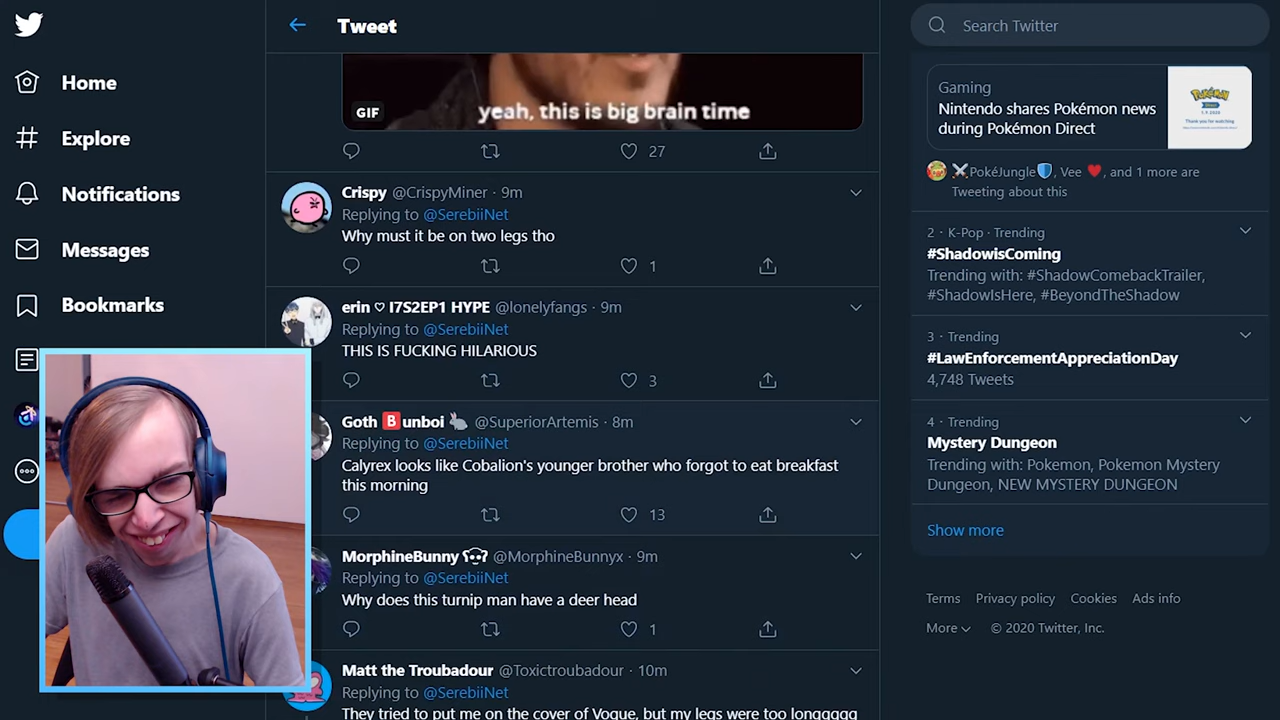 Home
Explore
Notifications
Messages
Bookmarks
Tweet
yeah, this is big brain time
GIF
27
Crispy @CrispyMiner · 9m
Replying to @SerebiiNet
Why must it be on two legs tho
1
erin ♡ I7S2EP1 HYPE @lonelyfangs · 9m
Replying to @SerebiiNet
THIS IS FUCKING HILARIOUS
3
Goth 🅱unboi 🐇 @SuperiorArtemis · 8m
Replying to @SerebiiNet
Calyrex looks like Cobalion's younger brother who forgot to eat breakfast
this morning
13
MorphineBunny @MorphineBunnyx · 9m
Replying to @SerebiiNet
Why does this turnip man have a deer head
1
Matt the Troubadour @Toxictroubadour · 10m
Replying to @SerebiiNet
They tried to put me on the cover of Vogue, but my legs were too longgggg
Search Twitter
Gaming
Nintendo shares Pokémon news
during Pokémon Direct
⚔PokéJungle🛡, Vee ❤, and 1 more are
Tweeting about this
2 · K-Pop · Trending
#ShadowisComing
Trending with: #ShadowComebackTrailer,
#ShadowIsHere, #BeyondTheShadow
3 · Trending
#LawEnforcementAppreciationDay
4,748 Tweets
4 · Trending
Mystery Dungeon
Trending with: Pokemon, Pokemon Mystery
Dungeon, NEW MYSTERY DUNGEON
Show more
Terms Privacy policy Cookies Ads info
More © 2020 Twitter, Inc.